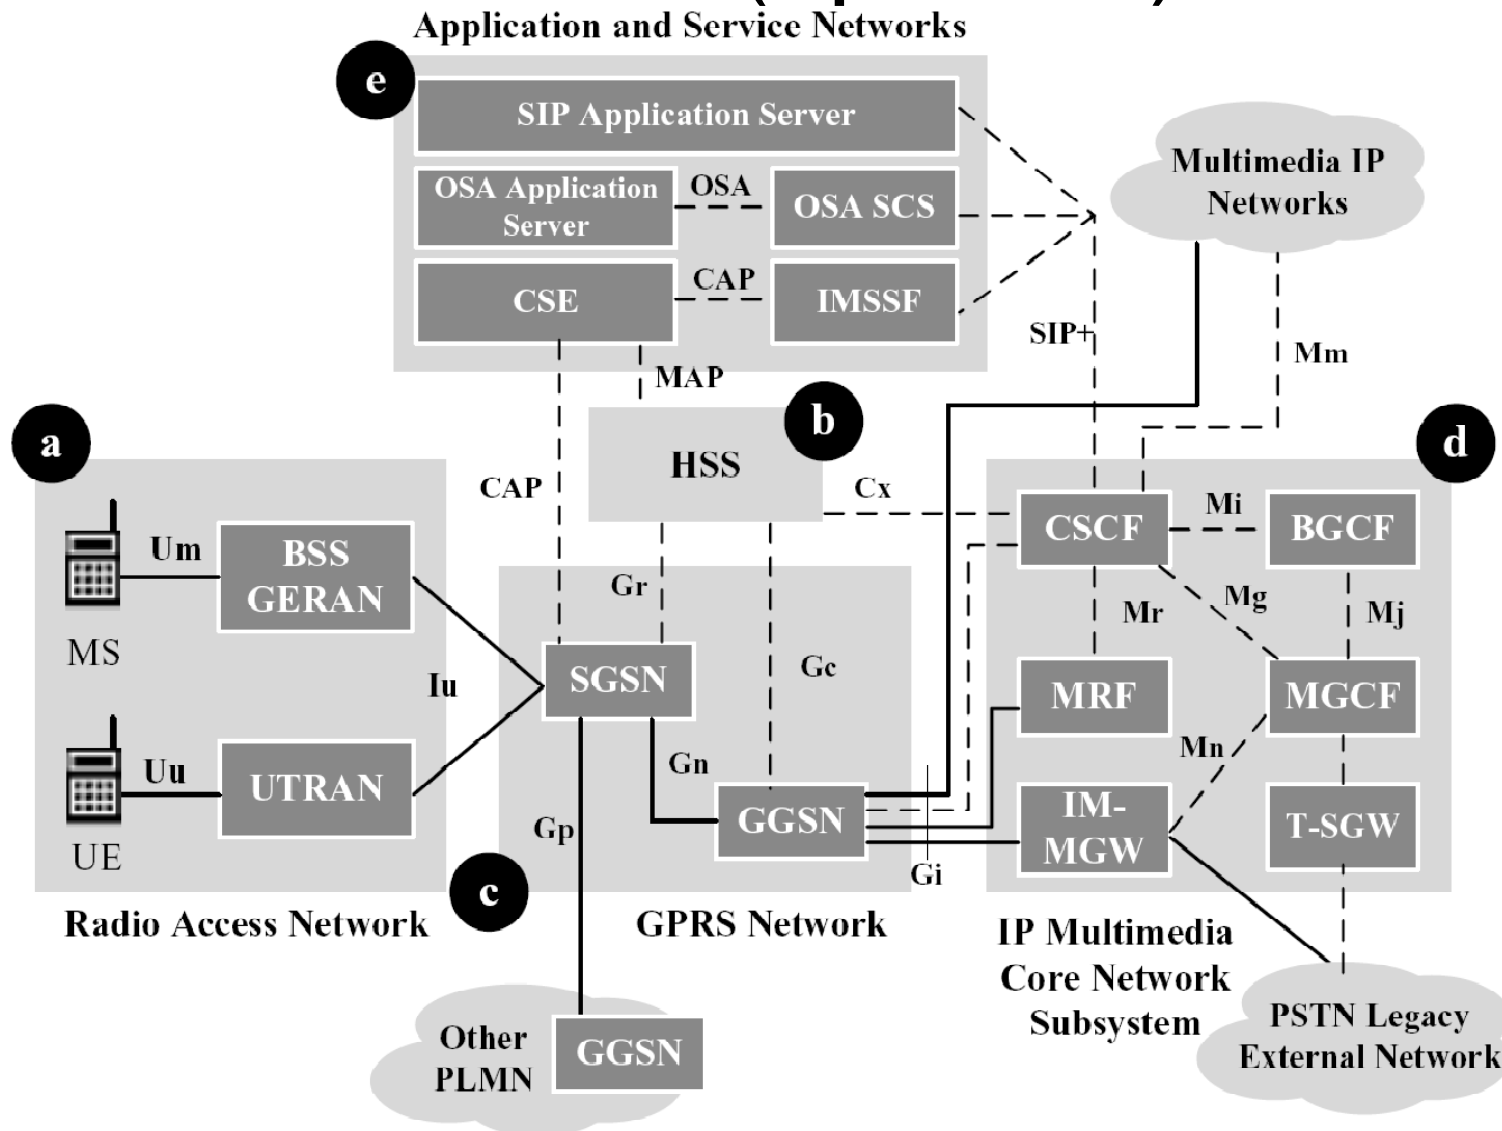 Application and Service Networks
e
SIP Application Server
OSA Application
Server
OSA
OSA SCS
CSE
CAP
IMSSF
Multimedia IP
Networks
SIP+
Mm
MAP
a
b
d
HSS
CAP
Cx
CSCF
Mi
BGCF
Um
BSS
GERAN
Gr
Mr
Mg
Mj
MS
Iu
SGSN
Gc
MRF
MGCF
Uu
UTRAN
Gn
Mn
GGSN
IM-
MGW
T-SGW
UE
Gp
Gi
c
Radio Access Network
GPRS Network
IP Multimedia
Core Network
Subsystem
Other
PLMN
GGSN
PSTN Legacy
External Network